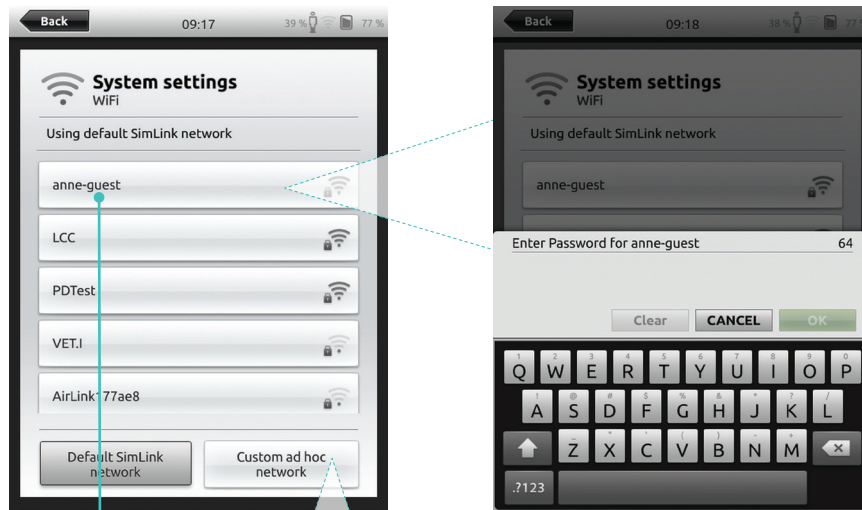 Back 09:17 39 % 77 %
System settings
WiFi
Using default SimLink network
anne-guest
LCC
PDTest
VET.I
AirLink177ae8
Default SimLink
network
Custom ad hoc
network
Back 09:18 38 % 77
System settings
WiFi
Using default SimLink network
anne-guest
Enter Password for anne-guest 64
Clear CANCEL OK
1 2 3 4 5 6 7 8 9 0
Q W E R T Y U I O P
! @ # $ % & * ? /
A S D F G H J K L
_ " ' ( ) - +
Z X C V B N M
.?123